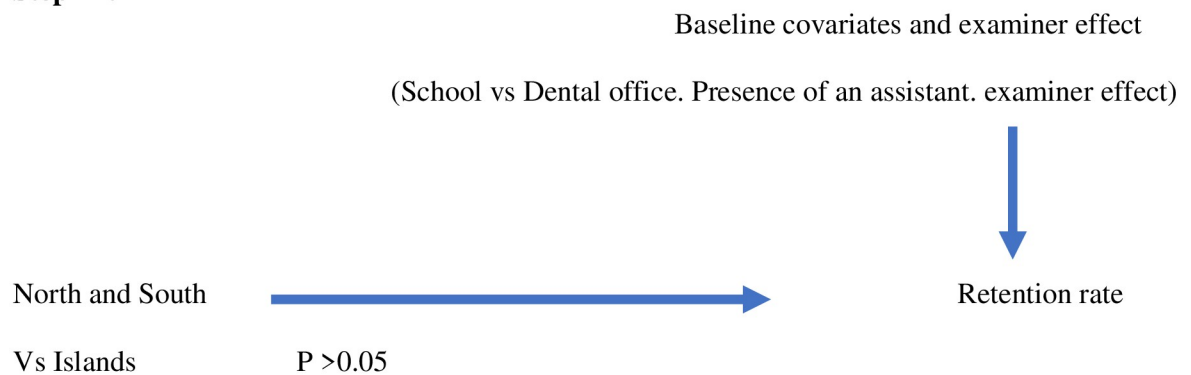 Baseline covariates and examiner effect
(School vs Dental office. Presence of an assistant. examiner effect)
North and South
Retention rate
Vs Islands
P >0.05